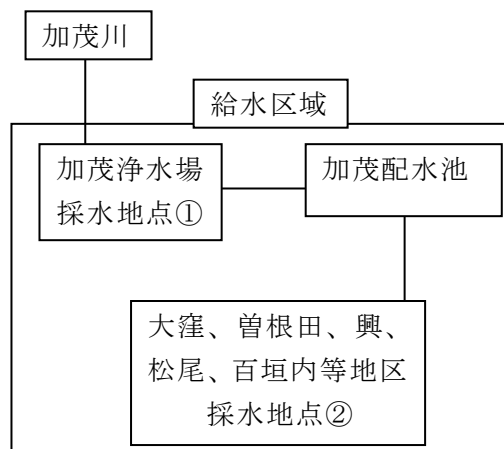 加茂川
給水区域
加茂浄水場
採水地点①
加茂配水池
大窪、曽根田、興、
松尾、百垣内等地区
採水地点②